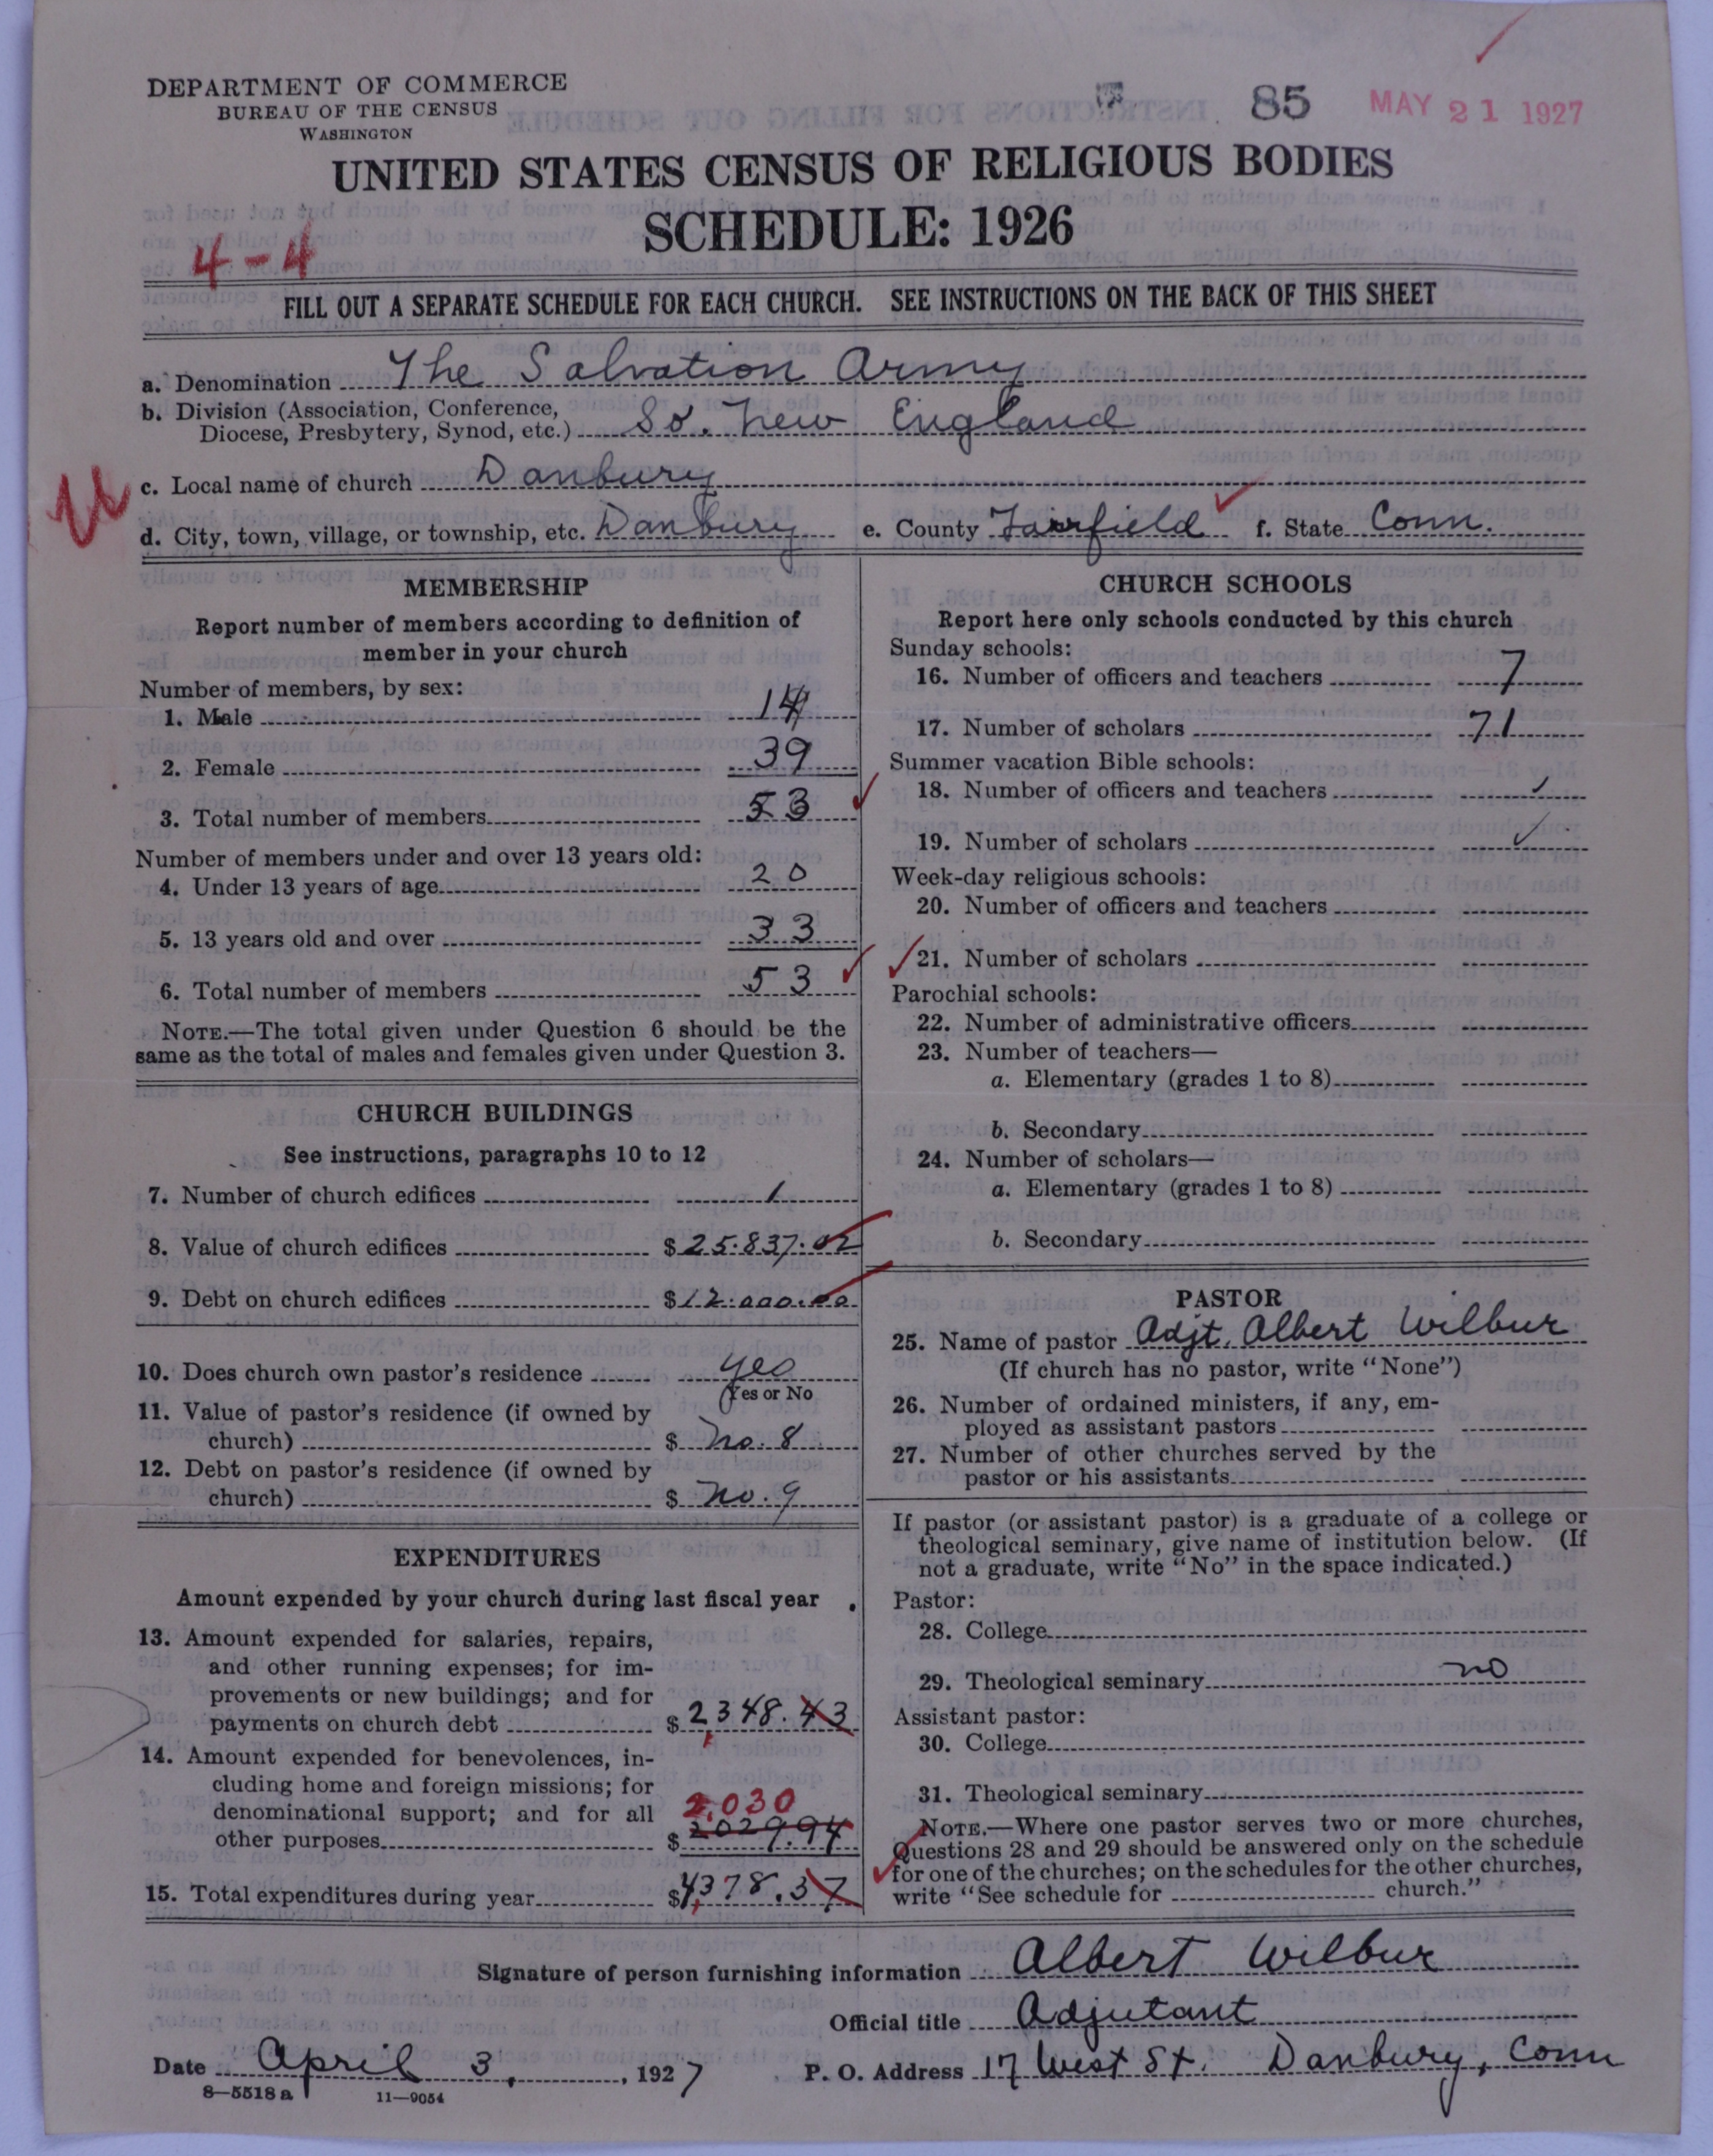 DEPARTMENT OF COMMERCE
BUREAU OF THE CENSUS
WASHINGTON
85 MAY 21 1927
UNITED STATES CENSUS OF RELIGIOUS BODIES
SCHEDULE: 1926
4-4
FILL OUT A SEPARATE SCHEDULE FOR EACH CHURCH. SEE INSTRUCTIONS ON THE BACK OF THIS SHEET
a. Denomination The Salvation Army
b. Division (Association, Conference,
Diocese, Presbytery, Synod, etc.) So. New England
c. Local name of church Danbury
d. City, town, village, or township, etc. Danbury e. County Fairfield f. State Conn.
MEMBERSHIP
Report number of members according to definition of
member in your church
Number of members, by sex:
1. Male 14
2. Female 39
3. Total number of members 53
Number of members under and over 13 years old:
4. Under 13 years of age 20
5. 13 years old and over 33
6. Total number of members 53
NOTE.—The total given under Question 6 should be the
same as the total of males and females given under Question 3.
CHURCH BUILDINGS
See instructions, paragraphs 10 to 12
7. Number of church edifices 1
8. Value of church edifices $25.837.02
9. Debt on church edifices $12.000.00
10. Does church own pastor's residence yes
(Yes or No
11. Value of pastor's residence (if owned by
church) $ No. 8
12. Debt on pastor's residence (if owned by
church) $ No. 9
EXPENDITURES
Amount expended by your church during last fiscal year
13. Amount expended for salaries, repairs,
and other running expenses; for im-
provements or new buildings; and for
payments on church debt $ 2348.43
14. Amount expended for benevolences, in-
cluding home and foreign missions; for
denominational support; and for all 2,030
other purposes $ 2029.94
15. Total expenditures during year $4378.37
CHURCH SCHOOLS
Report here only schools conducted by this church
Sunday schools:
16. Number of officers and teachers 7
17. Number of scholars 71
Summer vacation Bible schools:
18. Number of officers and teachers ✓
19. Number of scholars ✓
Week-day religious schools:
20. Number of officers and teachers
21. Number of scholars
Parochial schools:
22. Number of administrative officers
23. Number of teachers—
a. Elementary (grades 1 to 8)
b. Secondary
24. Number of scholars—
a. Elementary (grades 1 to 8)
b. Secondary
PASTOR
25. Name of pastor Adjt. Albert Wilbur
(If church has no pastor, write "None")
26. Number of ordained ministers, if any, em-
ployed as assistant pastors
27. Number of other churches served by the
pastor or his assistants
If pastor (or assistant pastor) is a graduate of a college or
theological seminary, give name of institution below. (If
not a graduate, write "No" in the space indicated.)
Pastor:
28. College
29. Theological seminary no
Assistant pastor:
30. College
31. Theological seminary
NOTE.—Where one pastor serves two or more churches,
Questions 28 and 29 should be answered only on the schedule
for one of the churches; on the schedules for the other churches,
write "See schedule for church."
Signature of person furnishing information Albert Wilbur
Official title Adjutant
Date April 3, 1927 P. O. Address 17 West St. Danbury, Conn
8—5518a 11—9054